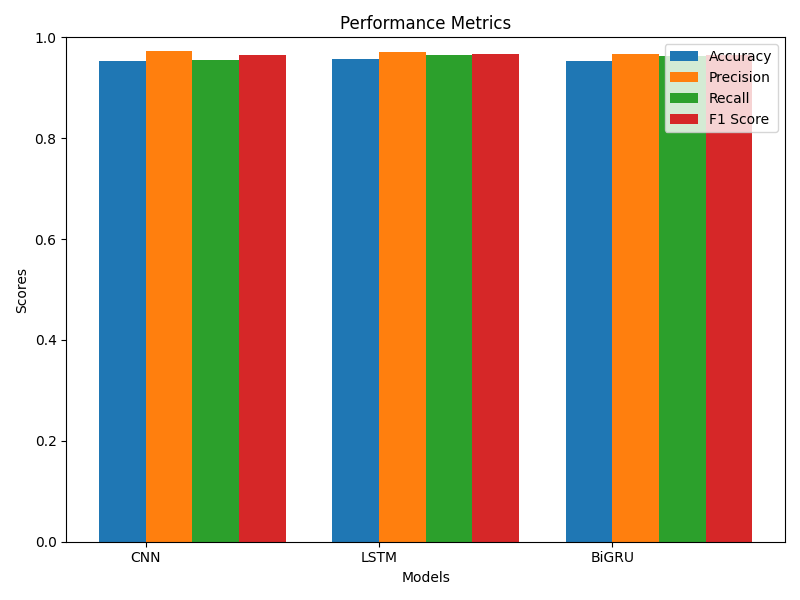 Performance Metrics
Accuracy
Precision
Recall
F1 Score
1.0
0.8
0.6
0.4
0.2
0.0
Scores
CNN
LSTM
BiGRU
Models